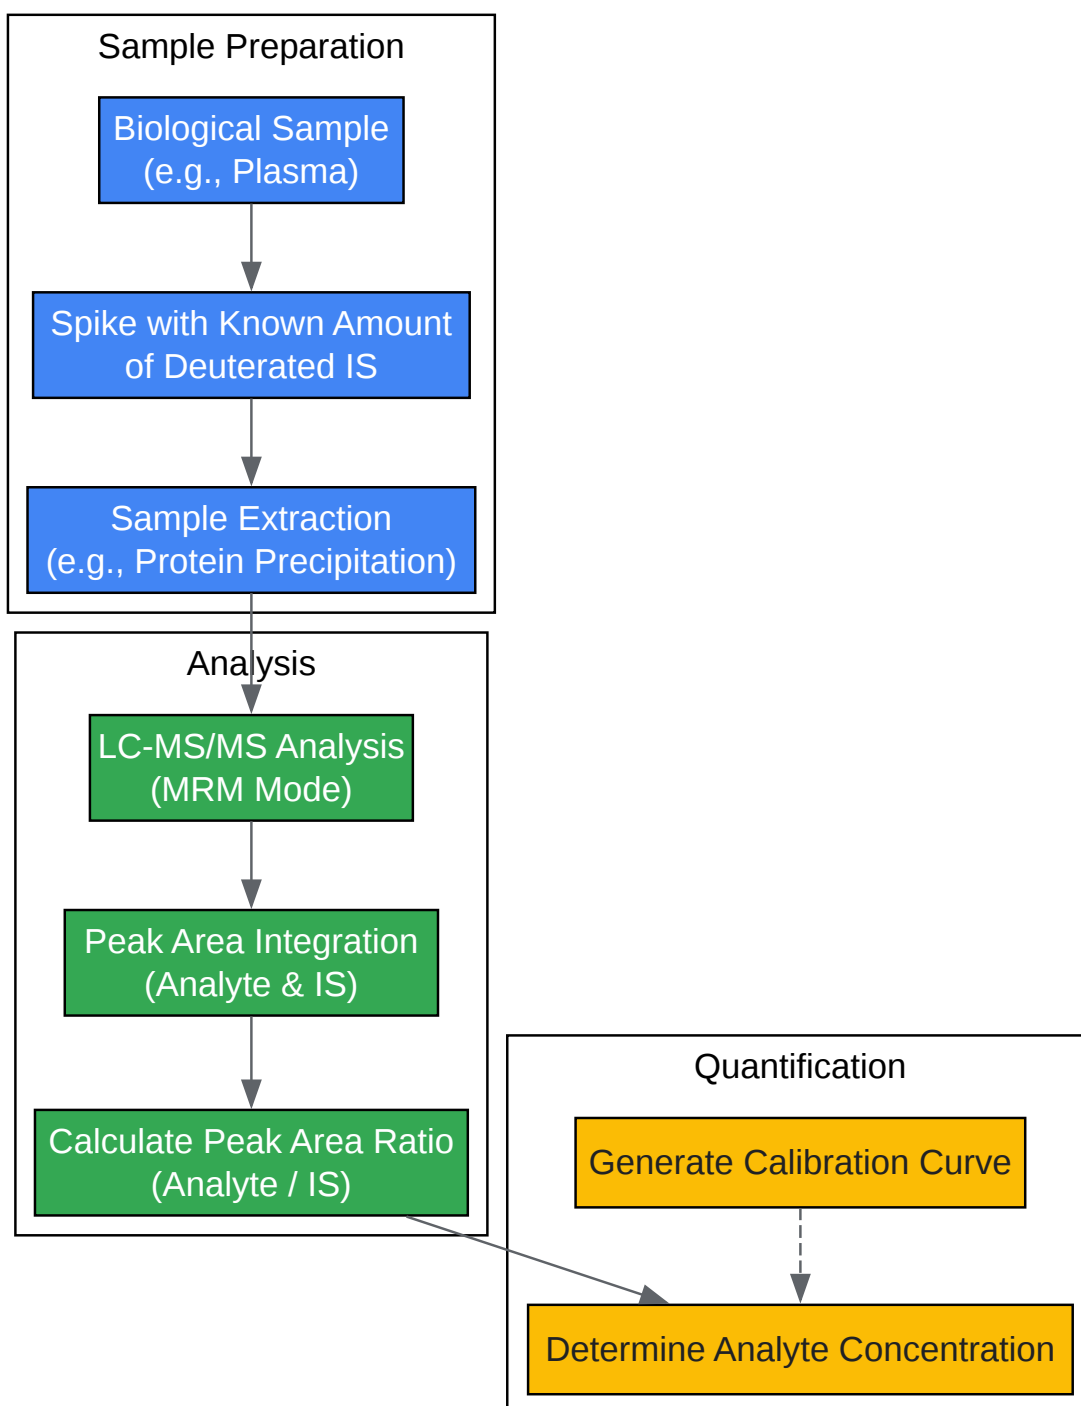 Sample Preparation
Biological Sample
(e.g., Plasma)
Spike with Known Amount
of Deuterated IS
Sample Extraction
(e.g., Protein Precipitation)
Analysis
LC-MS/MS Analysis
(MRM Mode)
Peak Area Integration
(Analyte & IS)
Calculate Peak Area Ratio
(Analyte / IS)
Quantification
Generate Calibration Curve
Determine Analyte Concentration